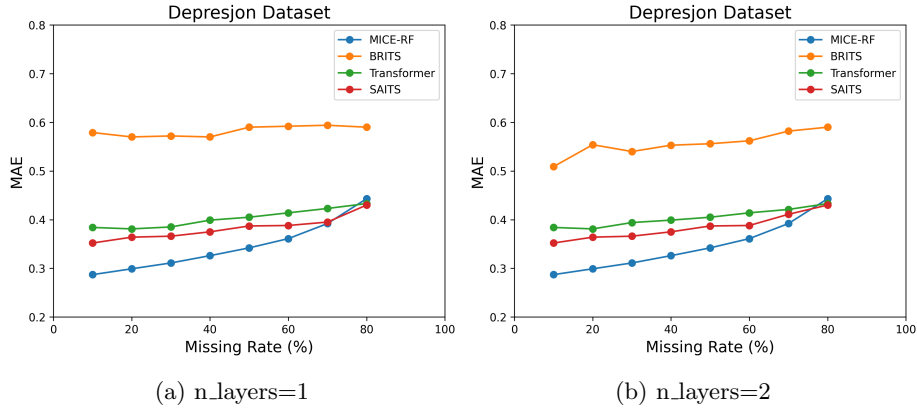 Depresjon Dataset
0.8
0.7
0.6
0.5
0.4
0.3
0.2
MAE
MICE-RF
BRITS
Transformer
SAITS
0 20 40 60 80 100
Missing Rate (%)
(a) n_layers=1
Depresjon Dataset
0.8
0.7
0.6
0.5
0.4
0.3
0.2
MAE
MICE-RF
BRITS
Transformer
SAITS
0 20 40 60 80 100
Missing Rate (%)
(b) n_layers=2